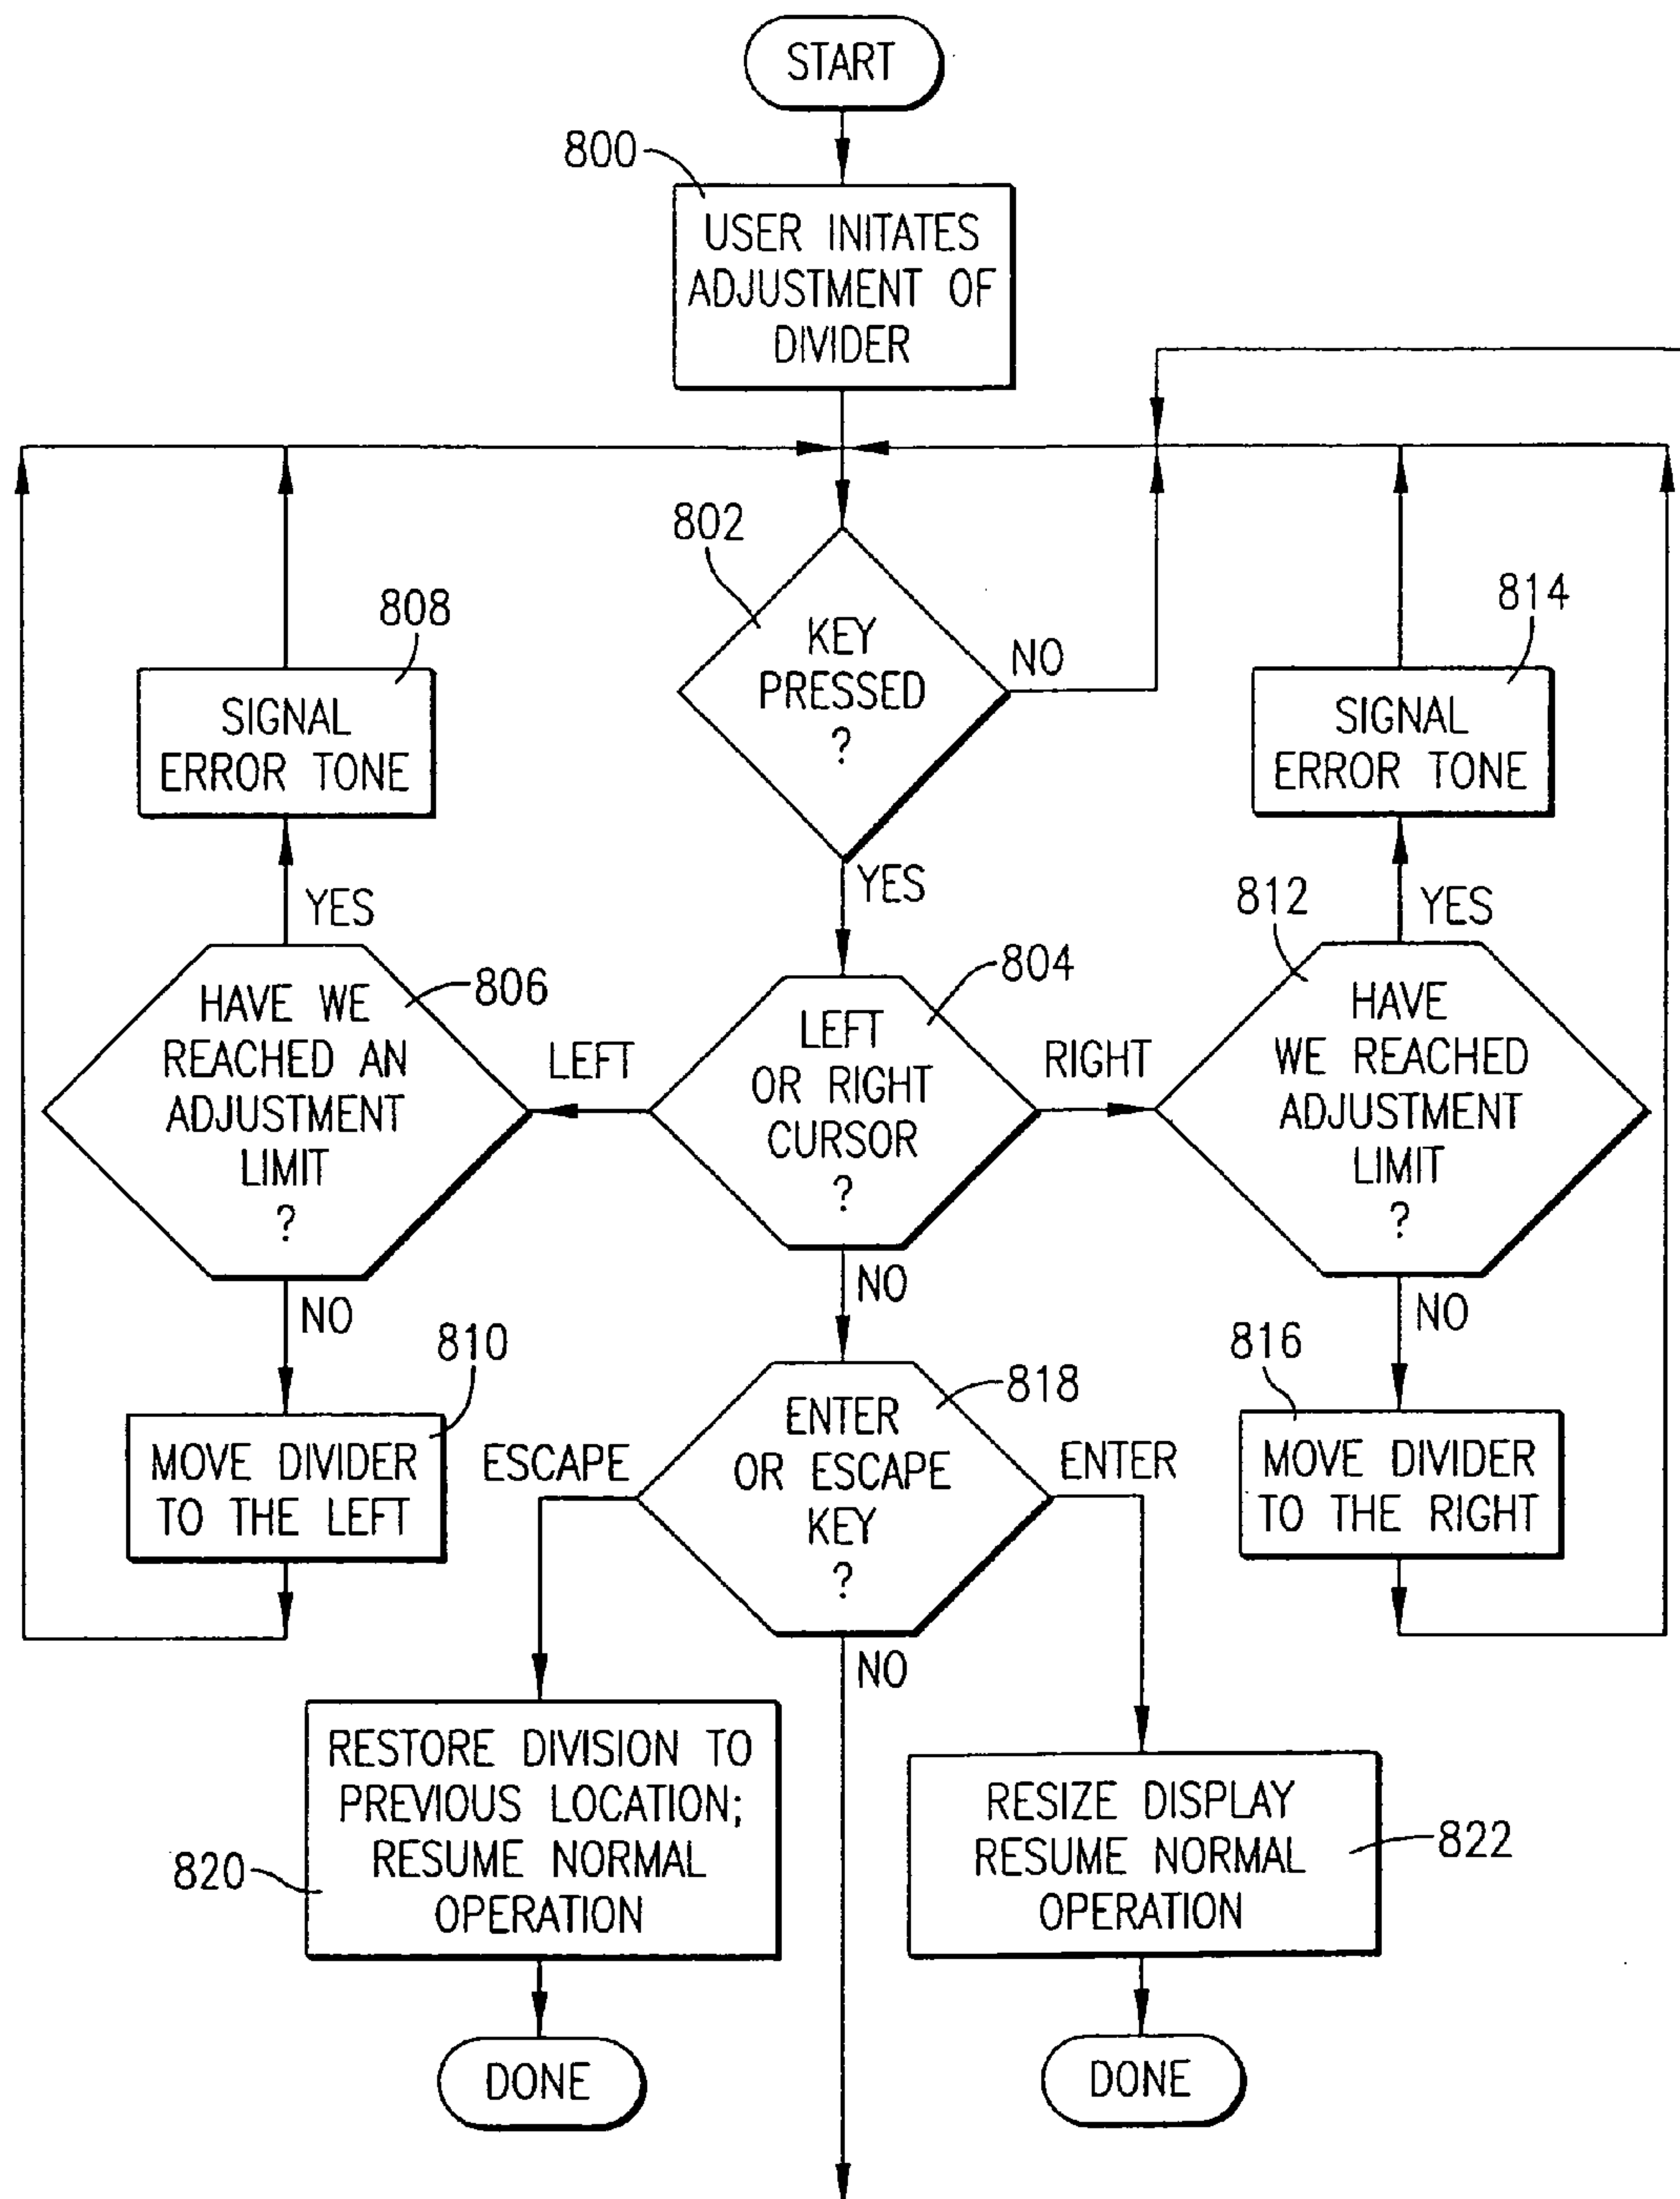 START
800
USER INITATES
ADJUSTMENT OF
DIVIDER
802
KEY
PRESSED
?
NO
YES
808
SIGNAL
ERROR TONE
814
SIGNAL
ERROR TONE
YES
806
HAVE WE
REACHED AN
ADJUSTMENT
LIMIT
?
NO
LEFT
804
LEFT
OR RIGHT
CURSOR
?
RIGHT
NO
812
YES
HAVE
WE REACHED
ADJUSTMENT
LIMIT
?
NO
810
MOVE DIVIDER
TO THE LEFT
ESCAPE
818
ENTER
OR ESCAPE
KEY
?
ENTER
NO
816
MOVE DIVIDER
TO THE RIGHT
820
RESTORE DIVISION TO
PREVIOUS LOCATION;
RESUME NORMAL
OPERATION
822
RESIZE DISPLAY
RESUME NORMAL
OPERATION
DONE
DONE